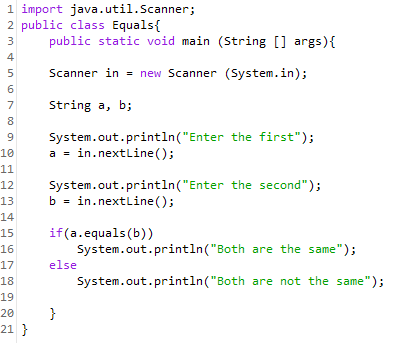 1 import java.util.Scanner;
2 public class Equals{
3     public static void main (String [] args){
4
5     Scanner in = new Scanner (System.in);
6
7     String a, b;
8
9     System.out.println("Enter the first");
10     a = in.nextLine();
11
12     System.out.println("Enter the second");
13     b = in.nextLine();
14
15     if(a.equals(b))
16         System.out.println("Both are the same");
17     else
18         System.out.println("Both are not the same");
19
20     }
21 }